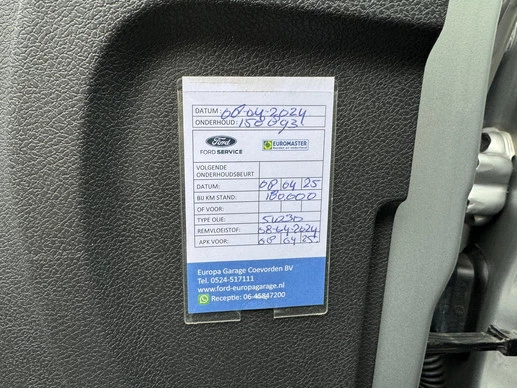 DATUM: 08-04-2024
ONDERHOUD: 150093
Ford
FORD SERVICE
EUROMASTER
VOLGENDE
ONDERHOUDSBEURT
DATUM: 08 04 25
BIJ KM STAND: 180.000
OF VOOR:
TYPE OLIE: 5W30
REMVLOEISTOF: 08-04-2024
APK VOOR: 08 04 25
Europa Garage Coevorden BV
Tel. 0524-517111
www.ford-europagarage.nl
Receptie: 06-45847200